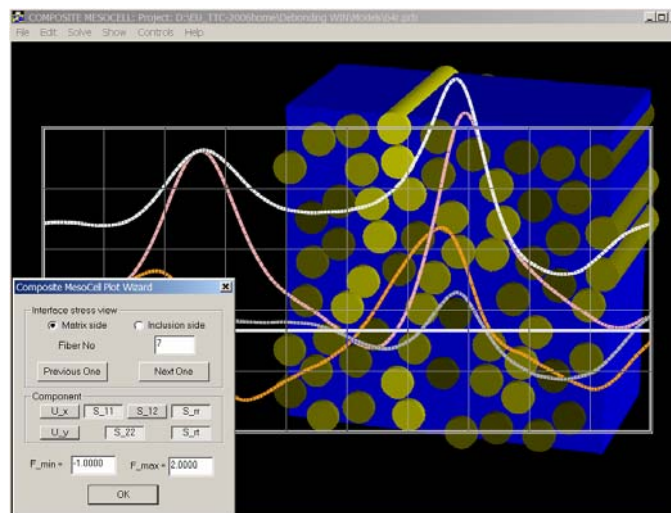 COMPOSITE MESOCELL: Project: D:\EU_TTC-2006home\Debonding WIN\Models\b4r.prb
File Edit Solve Show Controls Help
Composite MesoCell Plot Wizard
Interface stress view
Matrix side Inclusion side
Fiber No 7
Previous One Next One
Component
U_x S_11 S_12 S_rr
U_y S_22 S_rt
F_min = -1.0000 F_max = 2.0000
OK